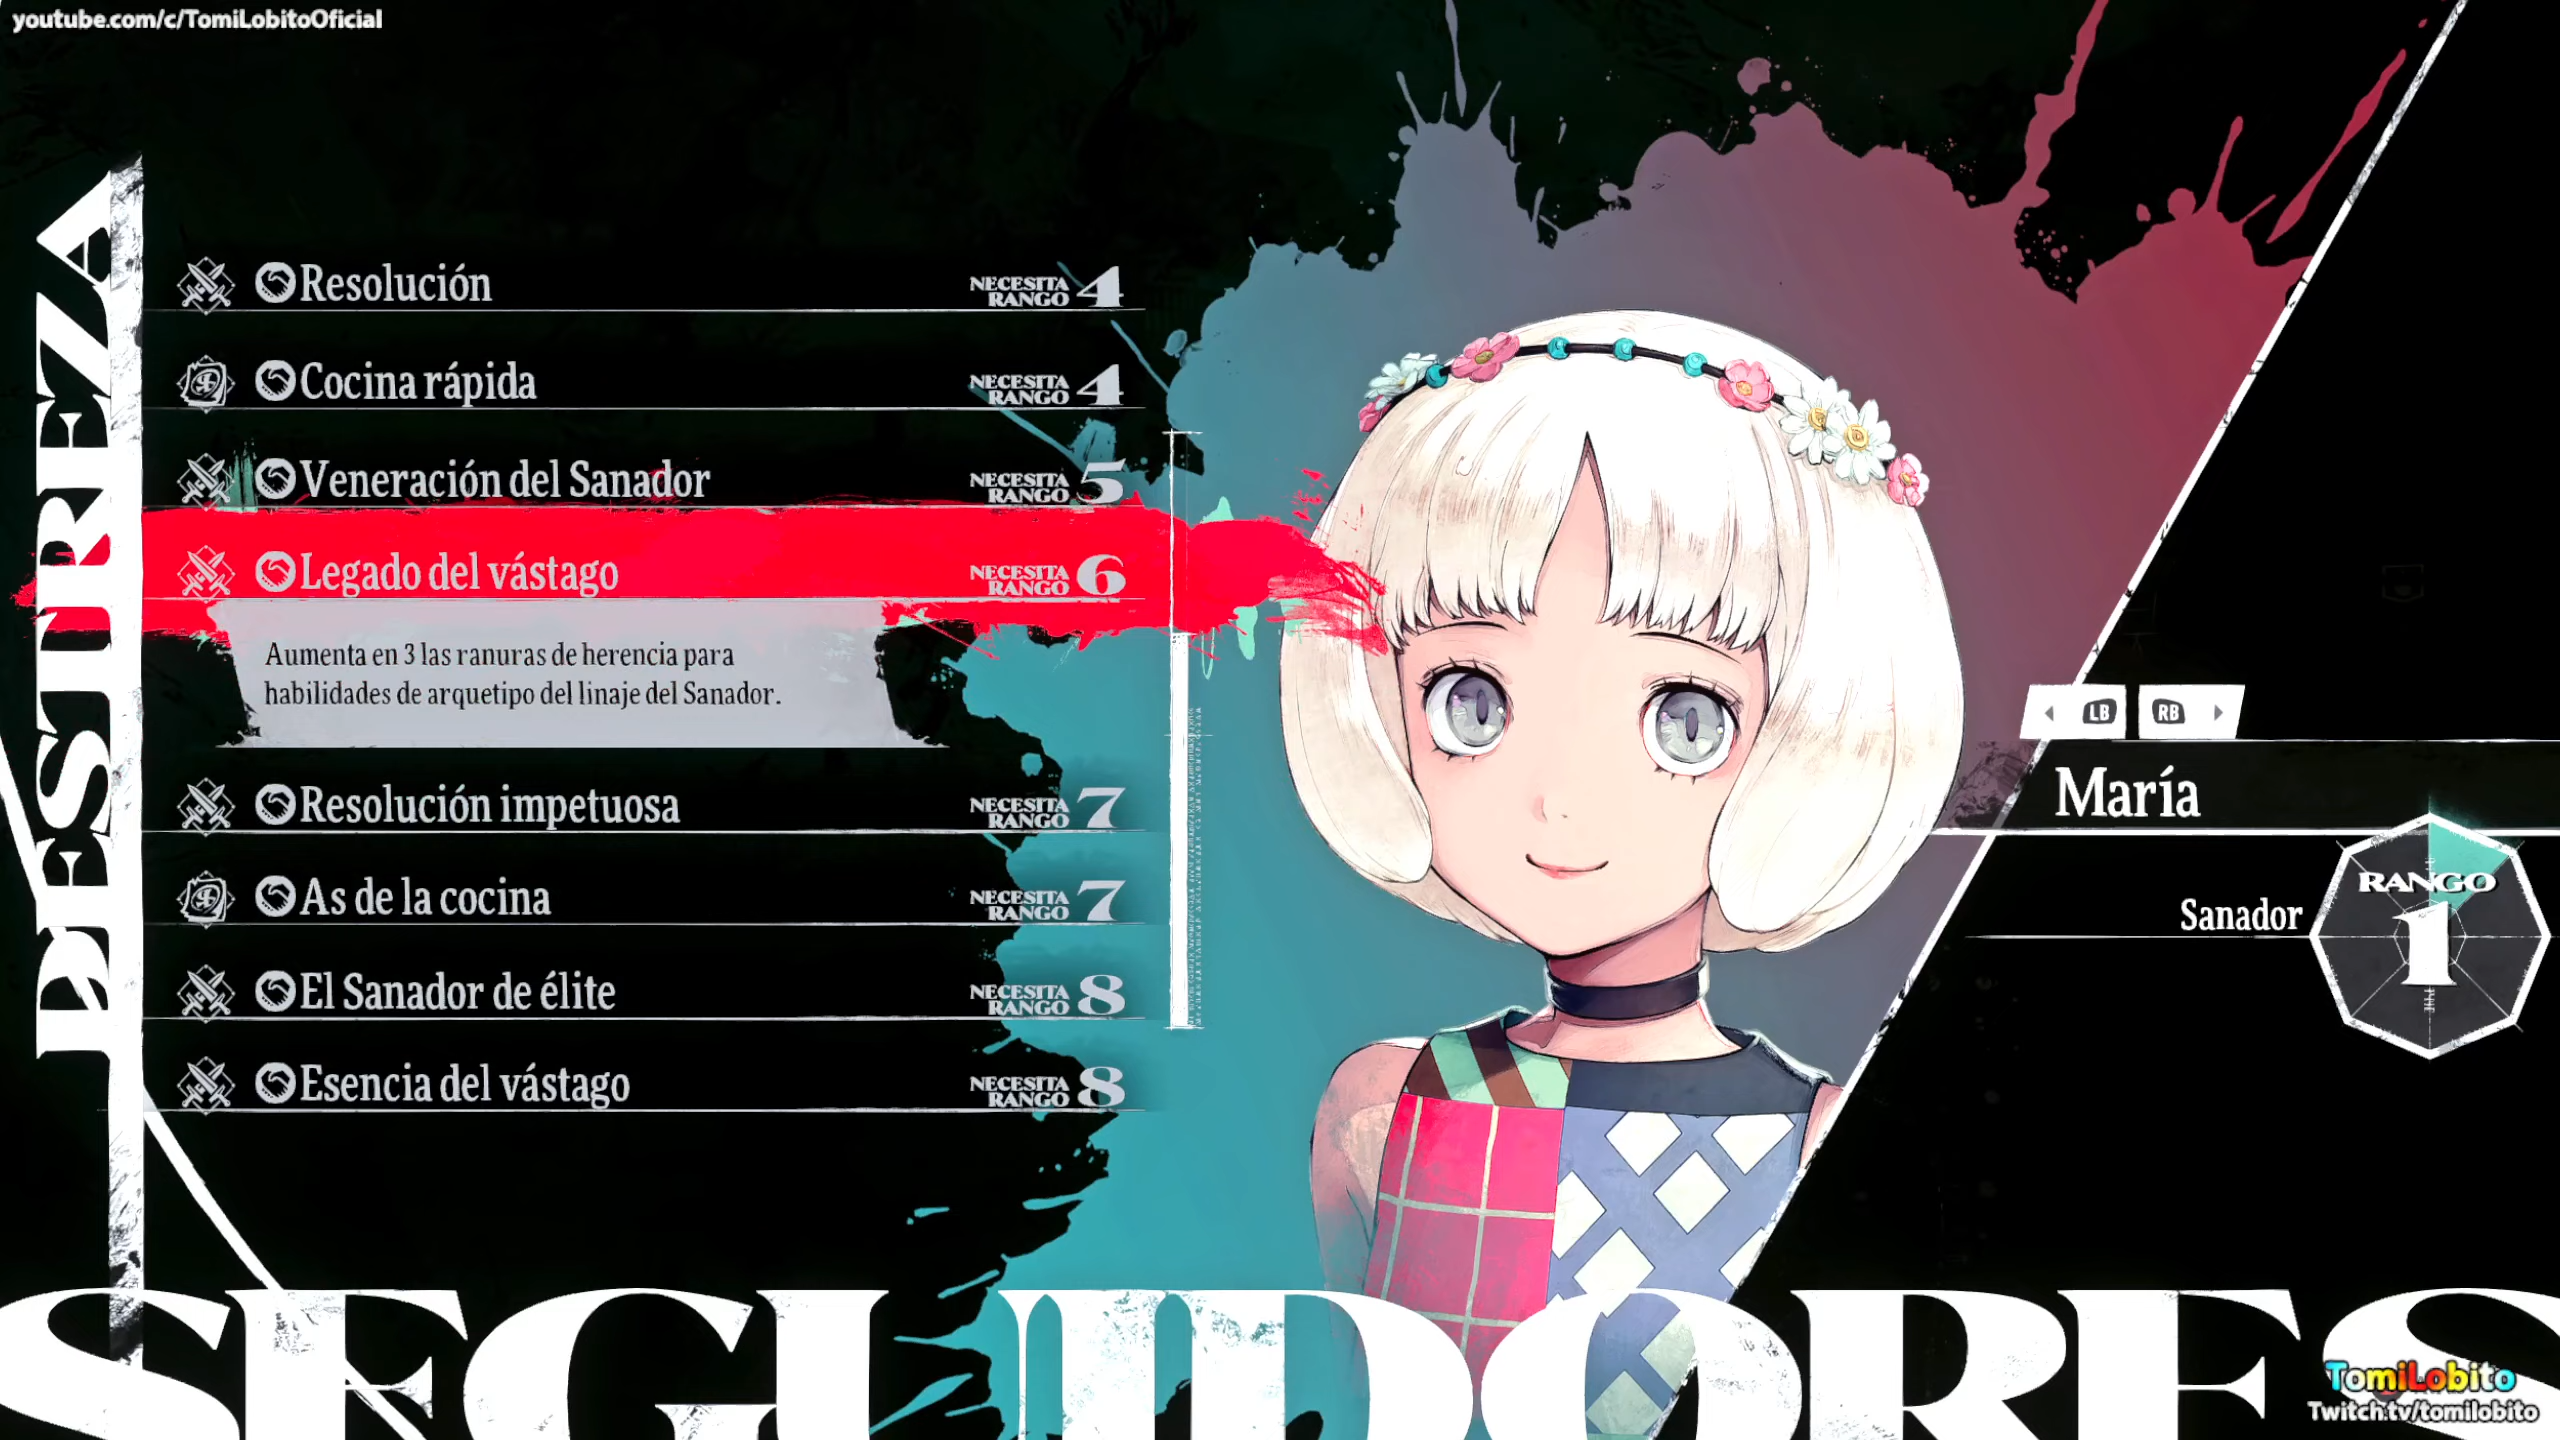 youtube.com/c/TomiLobitoOficial
DESTREZA
Resolución NECESITA RANGO 4
Cocina rápida NECESITA RANGO 4
Veneración del Sanador NECESITA RANGO 5
Legado del vástago NECESITA RANGO 6
Aumenta en 3 las ranuras de herencia para
habilidades de arquetipo del linaje del Sanador.
Resolución impetuosa NECESITA RANGO 7
As de la cocina NECESITA RANGO 7
El Sanador de élite NECESITA RANGO 8
Esencia del vástago NECESITA RANGO 8
LB RB
María
Sanador
RANGO
1
SEGUIDORES
TomiLobito
Twitch.tv/tomilobito